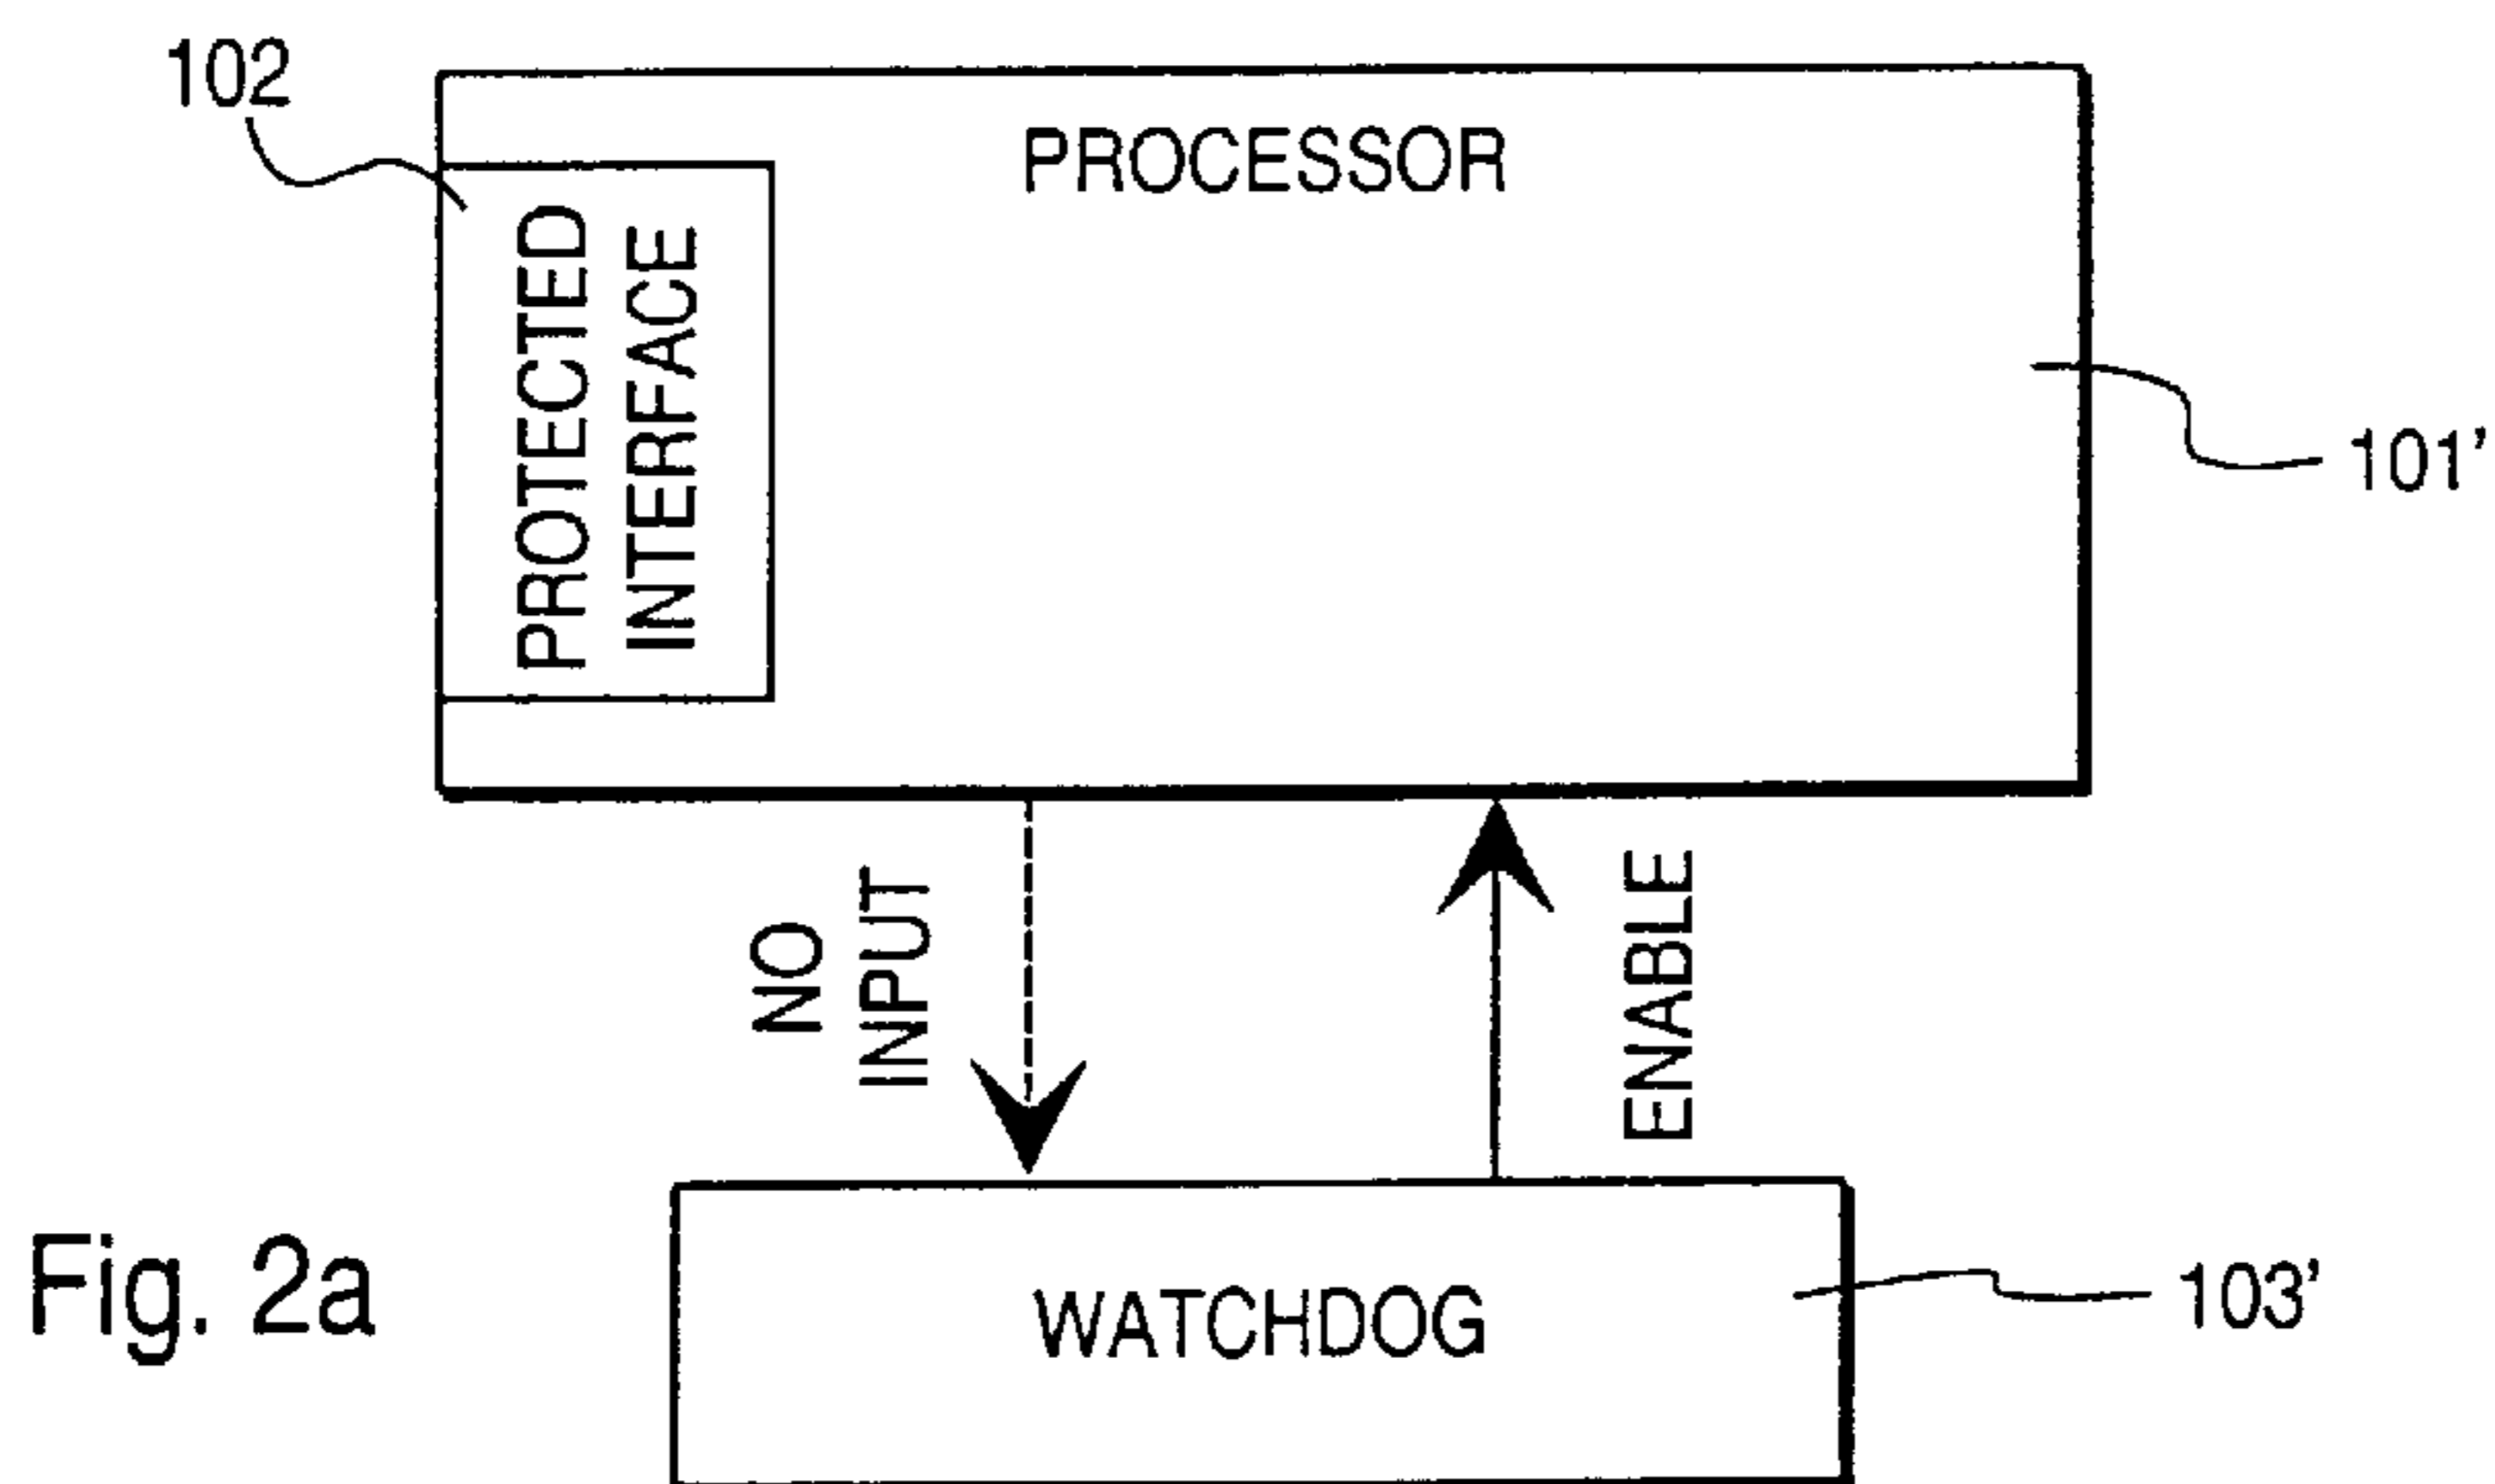 102
PROCESSOR
PROTECTED
INTERFACE
101'
NO
INPUT
ENABLE
Fig. 2a
WATCHDOG
103'